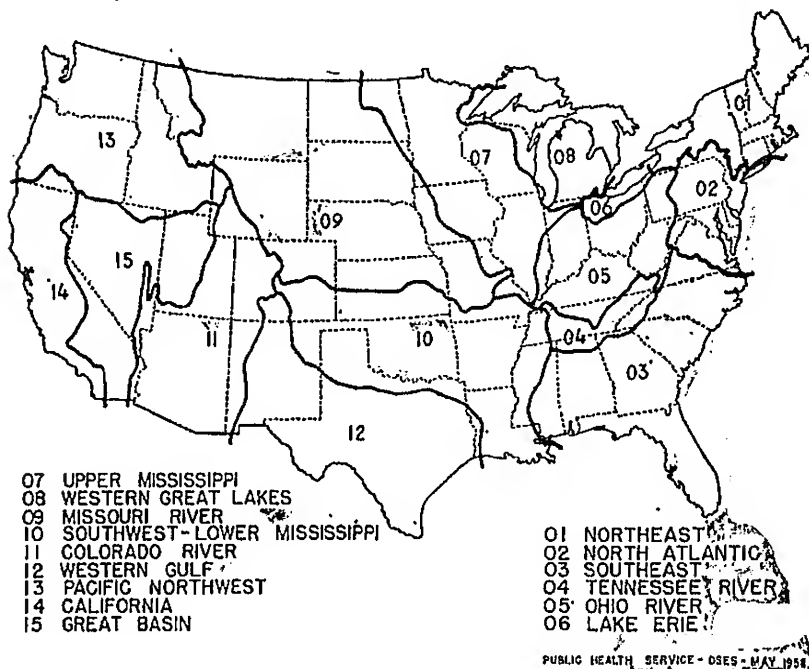 01
13
07
08
02
06
09
15
05
14
11
10
04
03
12
07 UPPER MISSISSIPPI
08 WESTERN GREAT LAKES
09 MISSOURI RIVER
10 SOUTHWEST-LOWER MISSISSIPPI
11 COLORADO RIVER
12 WESTERN GULF
13 PACIFIC NORTHWEST
14 CALIFORNIA
15 GREAT BASIN
01 NORTHEAST
02 NORTH ATLANTIC
03 SOUTHEAST
04 TENNESSEE RIVER
05 OHIO RIVER
06 LAKE ERIE
PUBLIC HEALTH SERVICE - OSES - MAY